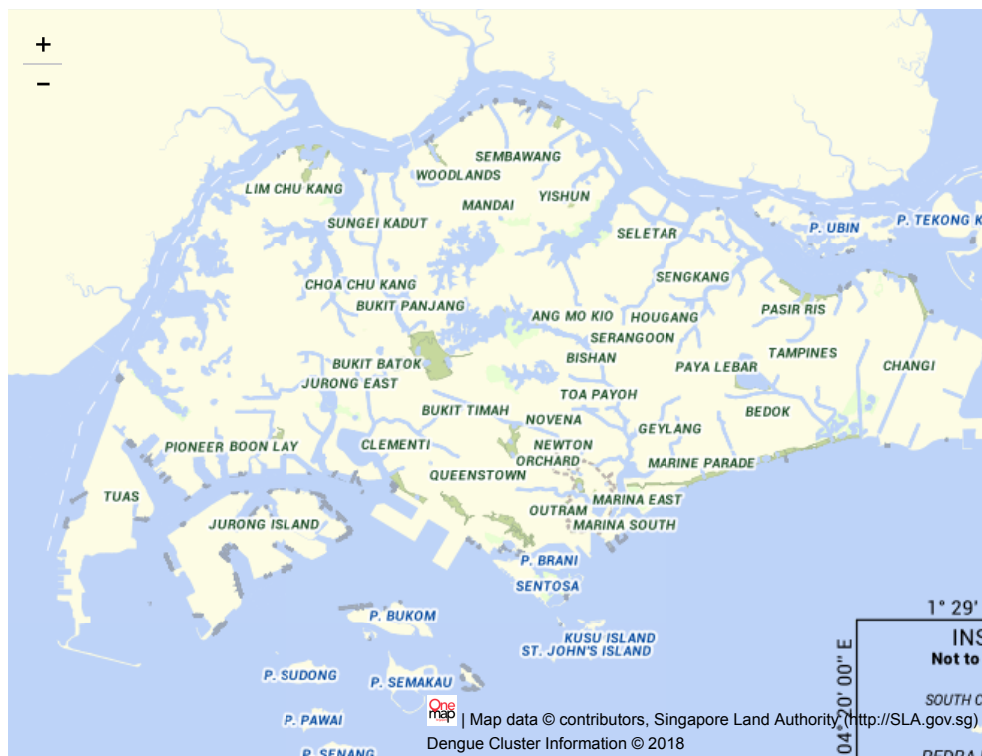 +
−
SEMBAWANG
WOODLANDS
LIM CHU KANG
YISHUN
MANDAI
SUNGEI KADUT
P. TEKONG K
P. UBIN
SELETAR
SENGKANG
CHOA CHU KANG
BUKIT PANJANG
PASIR RIS
ANG MO KIO
HOUGANG
SERANGOON
TAMPINES
BISHAN
BUKIT BATOK
PAYA LEBAR
CHANGI
JURONG EAST
TOA PAYOH
BUKIT TIMAH
BEDOK
NOVENA
GEYLANG
PIONEER
BOON LAY
CLEMENTI
NEWTON
ORCHARD
MARINE PARADE
QUEENSTOWN
TUAS
MARINA EAST
OUTRAM
JURONG ISLAND
MARINA SOUTH
P. BRANI
SENTOSA
1° 29'
P. BUKOM
KUSU ISLAND
ST. JOHN'S ISLAND
INS
Not to
P. SUDONG
P. SEMAKAU
04° 20' 00" E
SOUTH C
P. PAWAI
One map
| Map data © contributors, Singapore Land Authority (http://SLA.gov.sg)
Dengue Cluster Information © 2018
P. SENANG
PEDRA